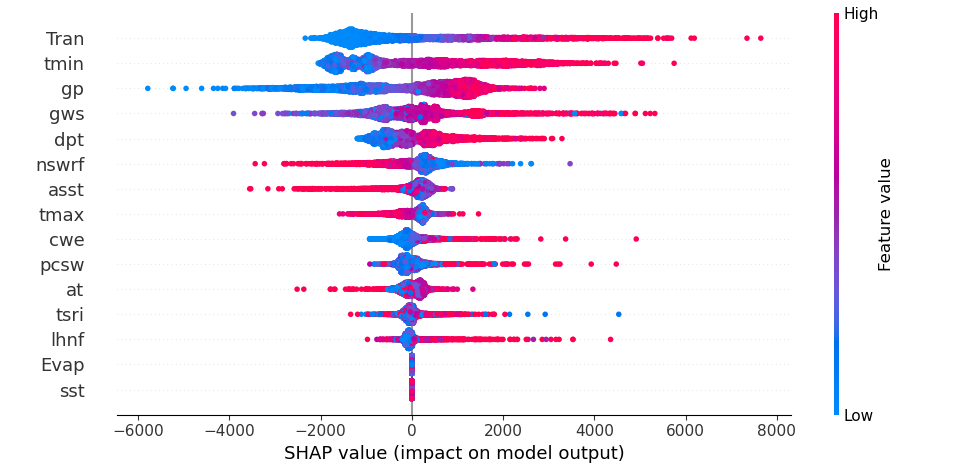 High
Tran
tmin
gp
gws
dpt
nswrf
asst
tmax
cwe
pcsw
at
tsri
lhnf
Evap
sst
Feature value
Low
−6000 −4000 −2000 0 2000 4000 6000 8000
SHAP value (impact on model output)